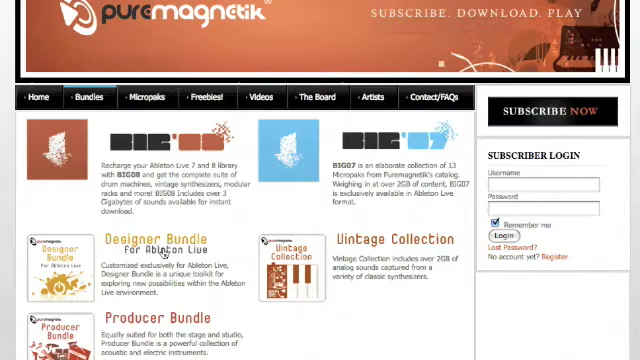 puremagnetik
SUBSCRIBE. DOWNLOAD. PLAY
Home
Bundles
Micropaks
Freebies!
Videos
The Board
Artists
Contact/FAQs
SUBSCRIBE NOW
BIG'08
Recharge your Ableton Live 7 and 8 library
with BIG08 and get the complete suite of
drum machines, vintage synthesizers, modular
racks and more! BIG08 Includes over 3
Gigabytes of sounds available for instant
download.
BIG'07
BIG07 is an elaborate collection of 13
Micropaks from Puremagnetik's catalog.
Weighing in at over 2GB of content, BIG07
is exclusively available in Ableton Live
format.
SUBSCRIBER LOGIN
Username
Password
Remember me
Login
Lost Password?
No account yet? Register
puremagnetik
Designer
Bundle
for Ableton Live
Designer Bundle
for Ableton Live
Customized exclusively for Ableton Live,
Designer Bundle is a unique toolkit for
exploring new possibilities within the Ableton
Live environment.
puremagnetik
Vintage
Collection
Vintage Collection
Vintage Collection includes over 2GB of
analog sounds captured from a
variety of classic synthesizers.
puremagnetik
Producer
Bundle
Producer Bundle
Equally suited for both the stage and studio,
Producer Bundle is a powerful collection of
acoustic and electric instruments.